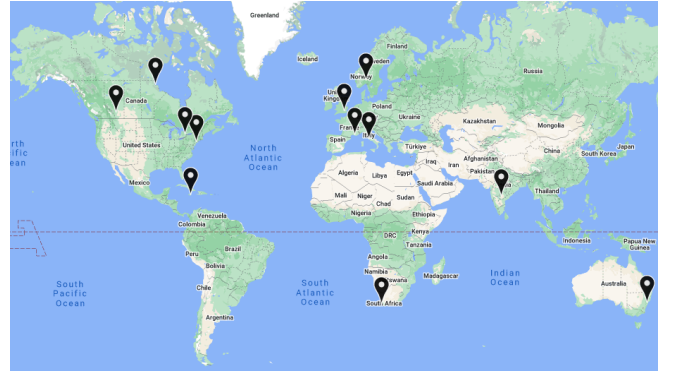 Greenland
Iceland
Finland
Sweden
Norway
Russia
Canada
United
Kingdom
Poland
Ukraine
Kazakhstan
Mongolia
France
Italy
Spain
Türkiye
North
Pacific
Ocean
United States
North
Atlantic
Ocean
Afghanistan
China
South Korea
Japan
Iraq
Iran
Pakistan
Algeria
Libya
Egypt
Saudi Arabia
India
Mexico
Mali
Niger
Chad
Sudan
Thailand
Nigeria
Ethiopia
Venezuela
Colombia
DRC
Kenya
Tanzania
Indonesia
Papua New
Guinea
Brazil
Peru
Bolivia
Angola
Namibia
Botswana
Madagascar
Indian
Ocean
South
Pacific
Ocean
South
Atlantic
Ocean
Chile
South Africa
Australia
Argentina